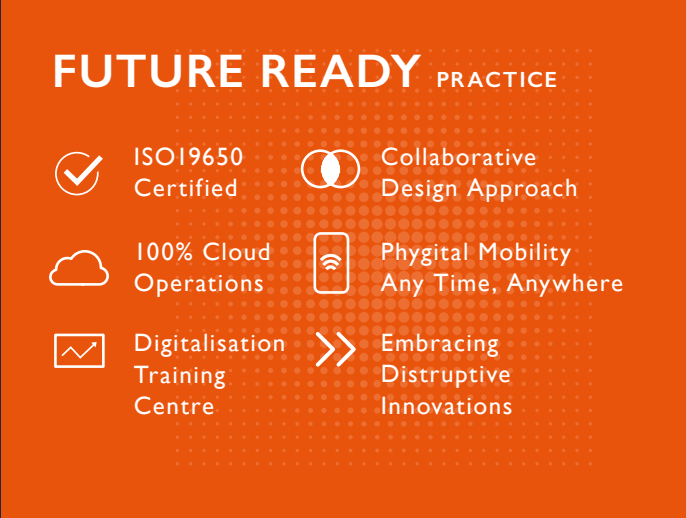 FUTURE READY PRACTICE
ISO19650
Certified
Collaborative
Design Approach
100% Cloud
Operations
Phygital Mobility
Any Time, Anywhere
Digitalisation
Training
Centre
Embracing
Distruptive
Innovations